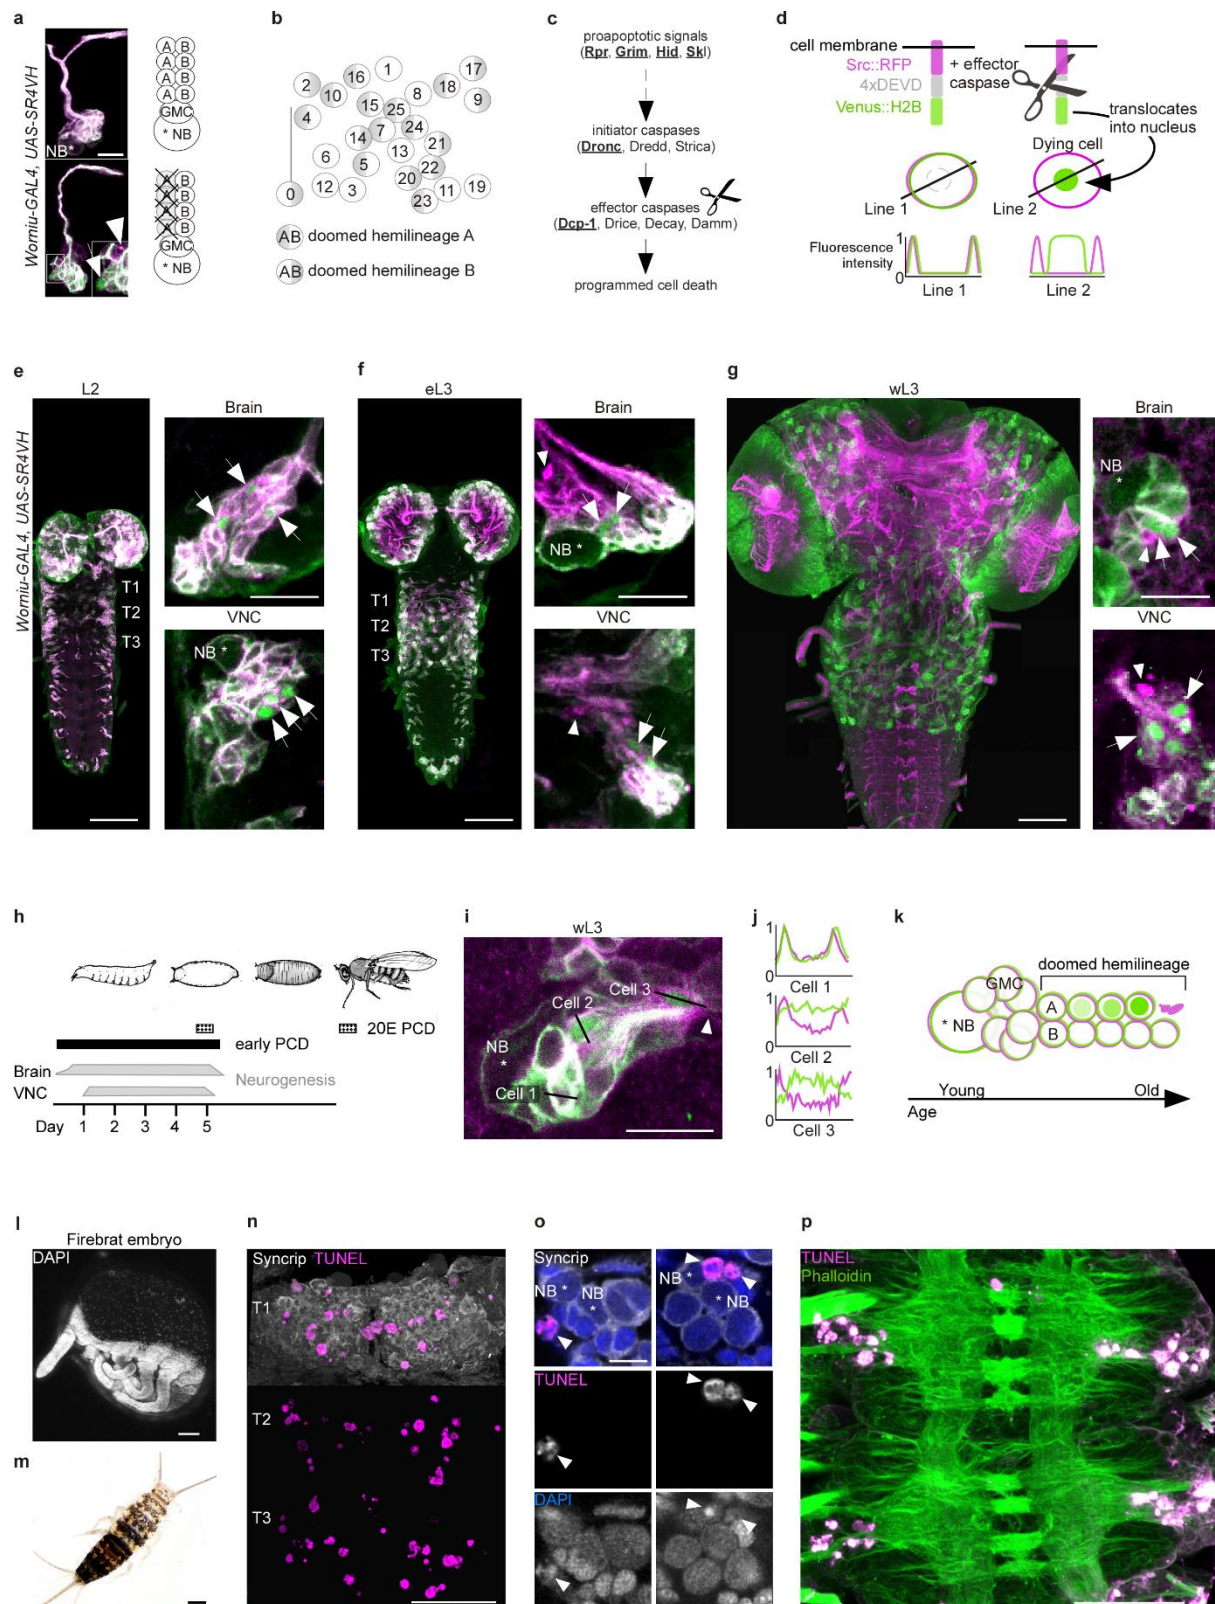 a
Worniu-GAL4, UAS-SR4VH
NB*
A B
A B
A B
A B
GMC
* NB
A B
A B
A B
A B
GMC
* NB
b
1
17
2
16
18
10
8
9
15
25
4
7
24
14
21
6
13
5
22
20
0
12
3
11
19
23
AB doomed hemilineage A
AB doomed hemilineage B
c
proapoptotic signals
(Rpr, Grim, Hid, Skl)
initiator caspases
(Dronc, Dredd, Strica)
effector caspases
(Dcp-1, Drice, Decay, Damm)
programmed cell death
d
cell membrane
Src::RFP
4xDEVD
Venus::H2B
+ effector
caspase
translocates
into nucleus
Dying cell
Line 1
Line 2
Fluorescence
intensity
Line 1
Line 2
e
L2
Worniu-GAL4, UAS-SR4VH
T1
T2
T3
Brain
VNC
NB *
f
eL3
T1
T2
T3
Brain
NB *
VNC
g
wL3
Brain
NB
*
VNC
h
20E PCD
early PCD
Brain
Neurogenesis
VNC
Day 1 2 3 4 5
i
wL3
Cell 3
Cell 2
NB
*
Cell 1
j
1
0
Cell 1
1
0
Cell 2
1
0
Cell 3
k
doomed hemilineage
GMC
* NB
A
B
Young
Old
Age
l
Firebrat embryo
DAPI
m
n
Syncrip TUNEL
T1
T2
T3
o
Syncrip
NB
*
NB
*
NB *
* NB
TUNEL
DAPI
p
TUNEL
Phalloidin